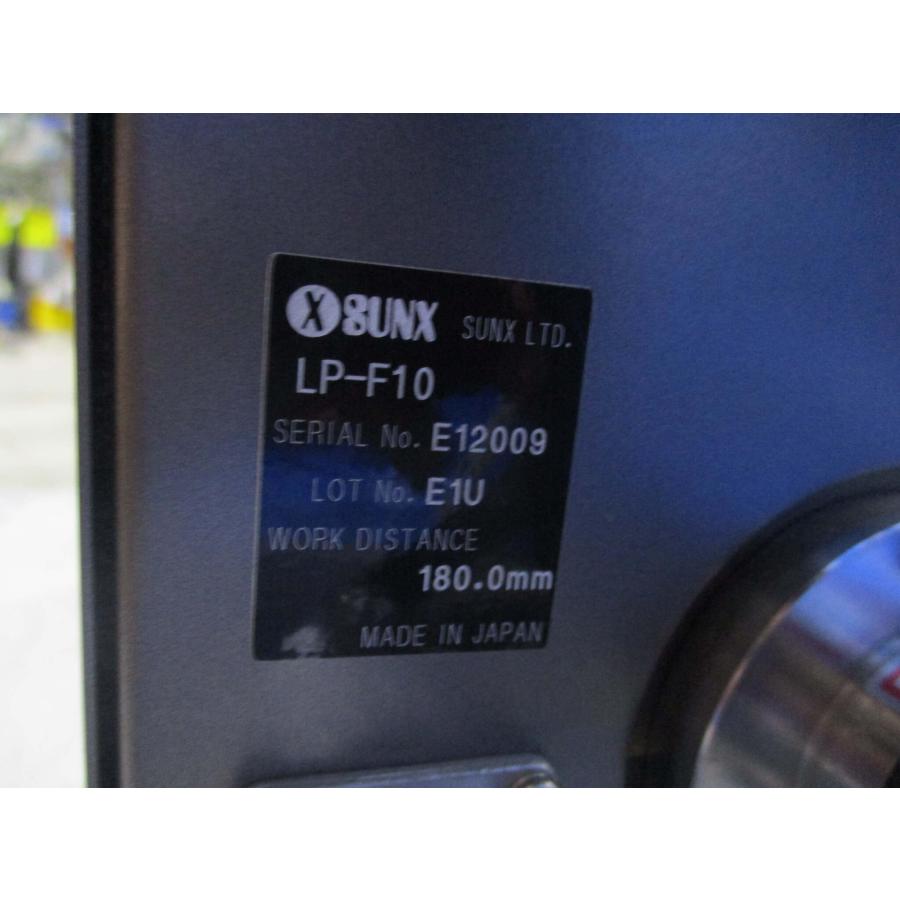 SUNX SUNX LTD.
LP-F10
SERIAL No. E12009
LOT No. E1U
WORK DISTANCE
180.0mm
MADE IN JAPAN